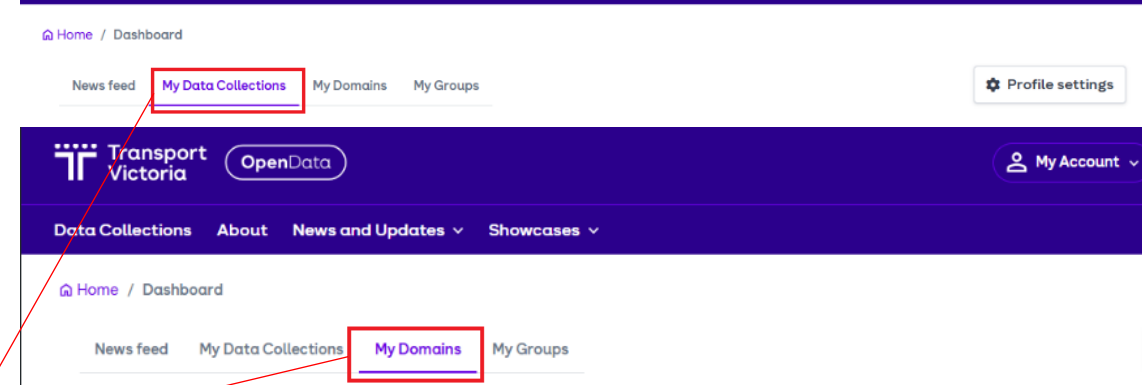 Home / Dashboard
News feed My Data Collections My Domains My Groups
Profile settings
Transport
Victoria
OpenData
My Account
Data Collections About News and Updates Showcases
Home / Dashboard
News feed My Data Collections My Domains My Groups